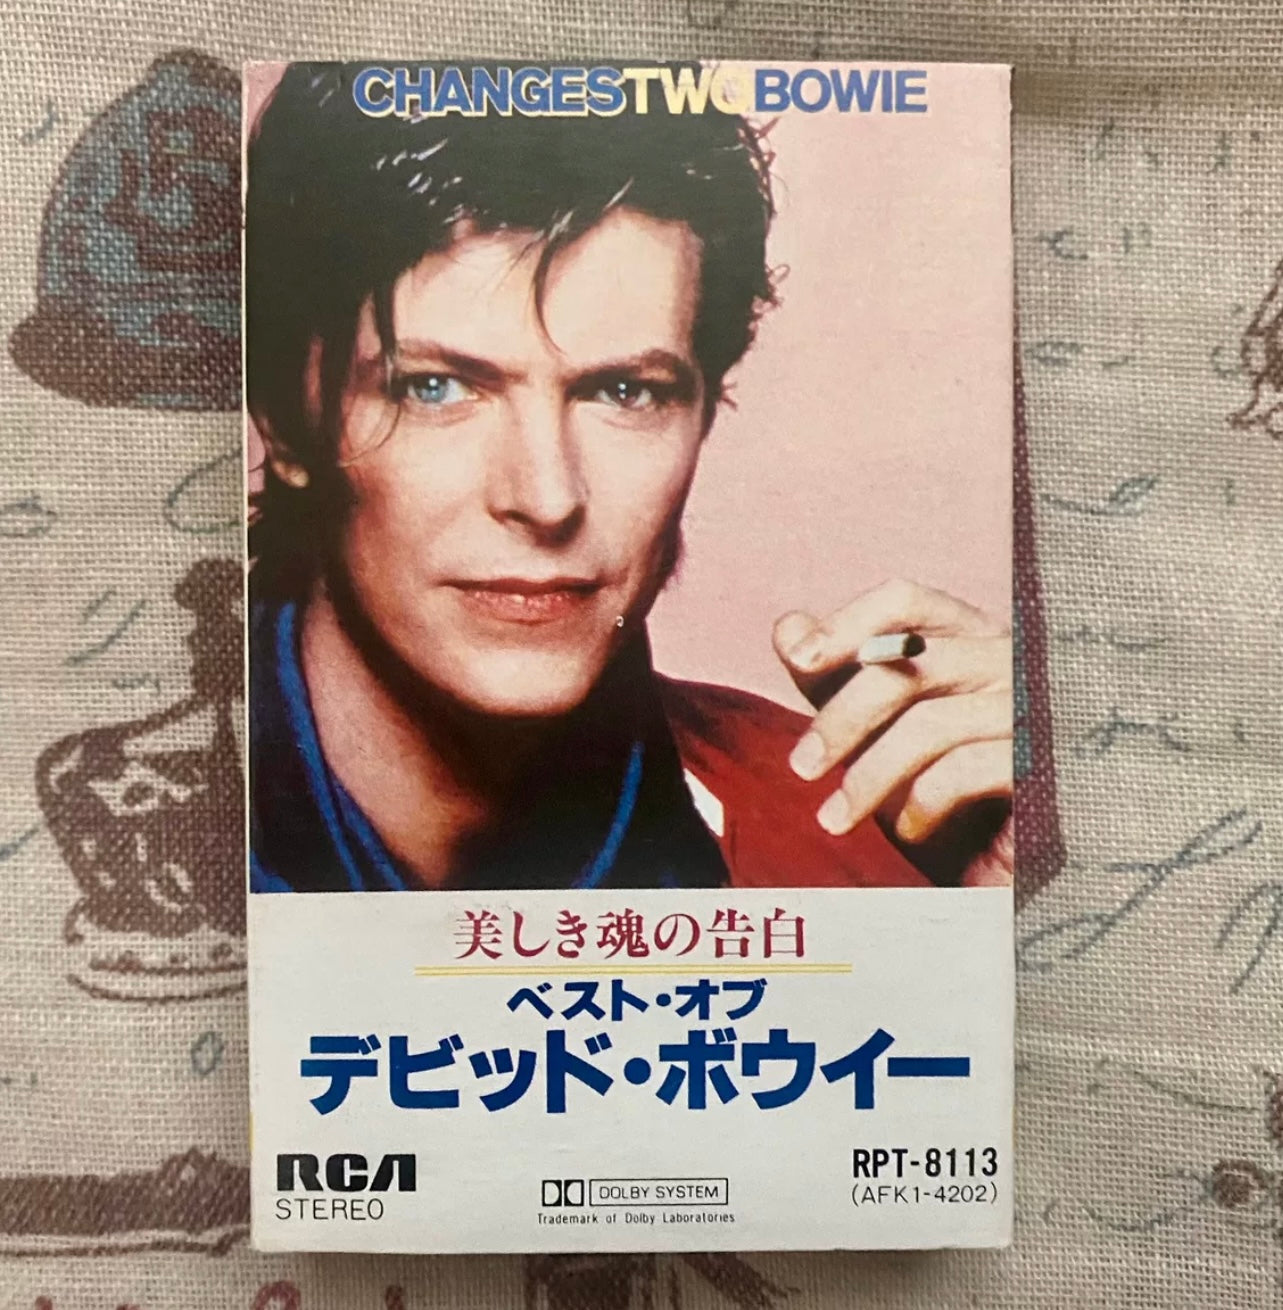 CHANGESTWOBOWIE
美しき魂の告白
ベスト・オブ
デビッド・ボウイー
RCA
STEREO
DOLBY SYSTEM
Trademark of Dolby Laboratories
RPT-8113
(AFK1-4202)